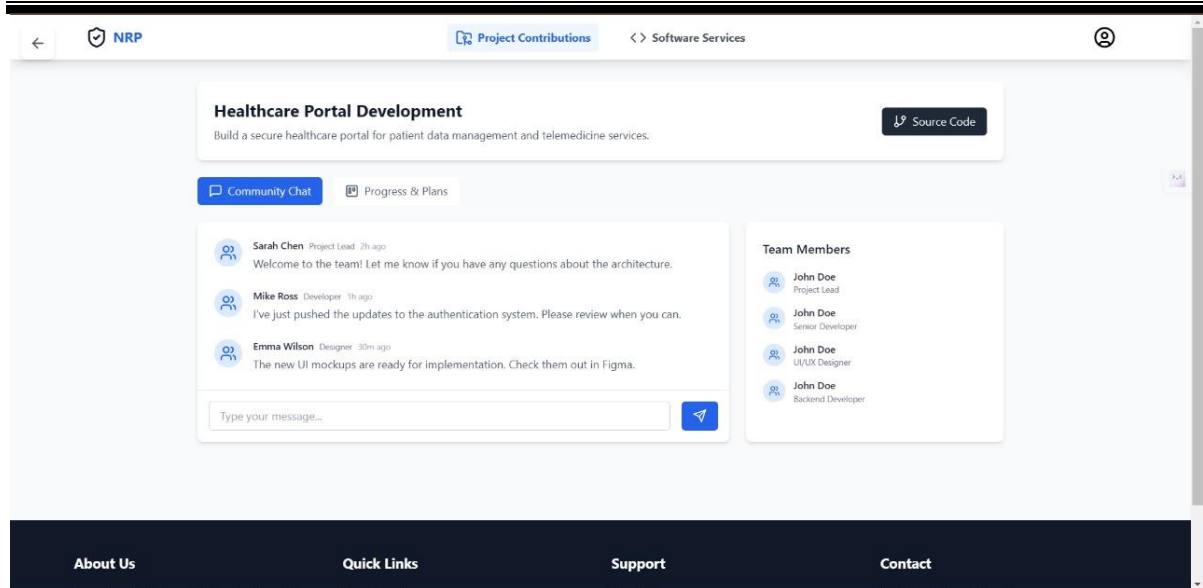 NRP
Project Contributions
<> Software Services
Healthcare Portal Development
Build a secure healthcare portal for patient data management and telemedicine services.
Source Code
Community Chat
Progress & Plans
Sarah Chen Project Lead 2h ago
Welcome to the team! Let me know if you have any questions about the architecture.
Mike Ross Developer 1h ago
I've just pushed the updates to the authentication system. Please review when you can.
Emma Wilson Designer 30m ago
The new UI mockups are ready for implementation. Check them out in Figma.
Type your message...
Team Members
John Doe
Project Lead
John Doe
Senior Developer
John Doe
UI/UX Designer
John Doe
Backend Developer
About Us
Quick Links
Support
Contact